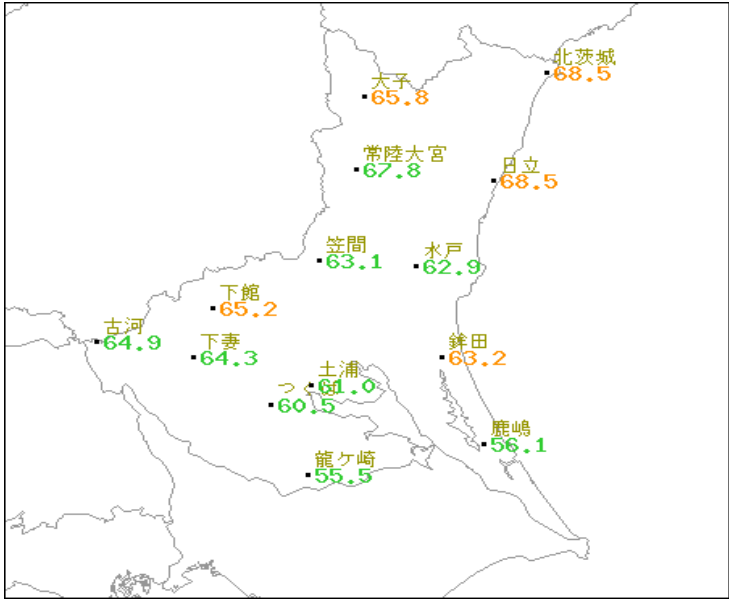 北茨城
68.5
大子
65.8
常陸大宮
67.8
日立
68.5
笠間
63.1
水戸
62.9
下館
65.2
古河
64.9
下妻
64.3
鉾田
63.2
土浦
61.0
つくば
60.5
鹿嶋
56.1
龍ケ崎
55.5